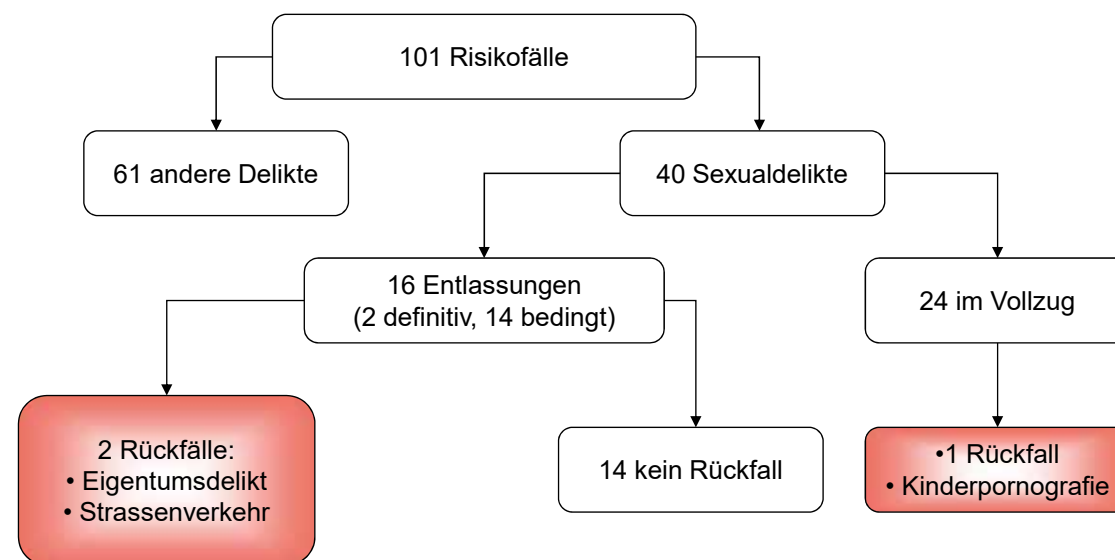 101 Risikofälle
61 andere Delikte
40 Sexualdelikte
16 Entlassungen
(2 definitiv, 14 bedingt)
24 im Vollzug
2 Rückfälle:
• Eigentumsdelikt
• Strassenverkehr
14 kein Rückfall
•1 Rückfall
• Kinderpornografie